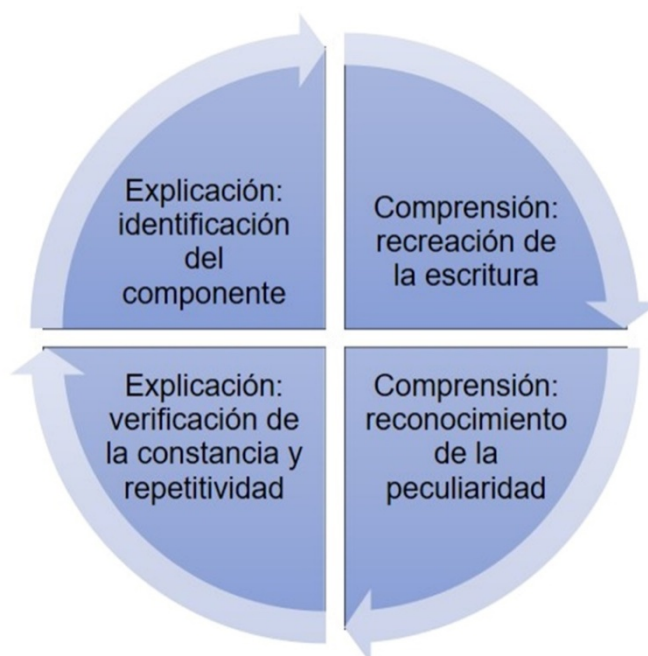 Explicación:
identificación
del
componente
Comprensión:
recreación de
la escritura
Explicación:
verificación de
la constancia y
repetitividad
Comprensión:
reconocimiento
de la
peculiaridad